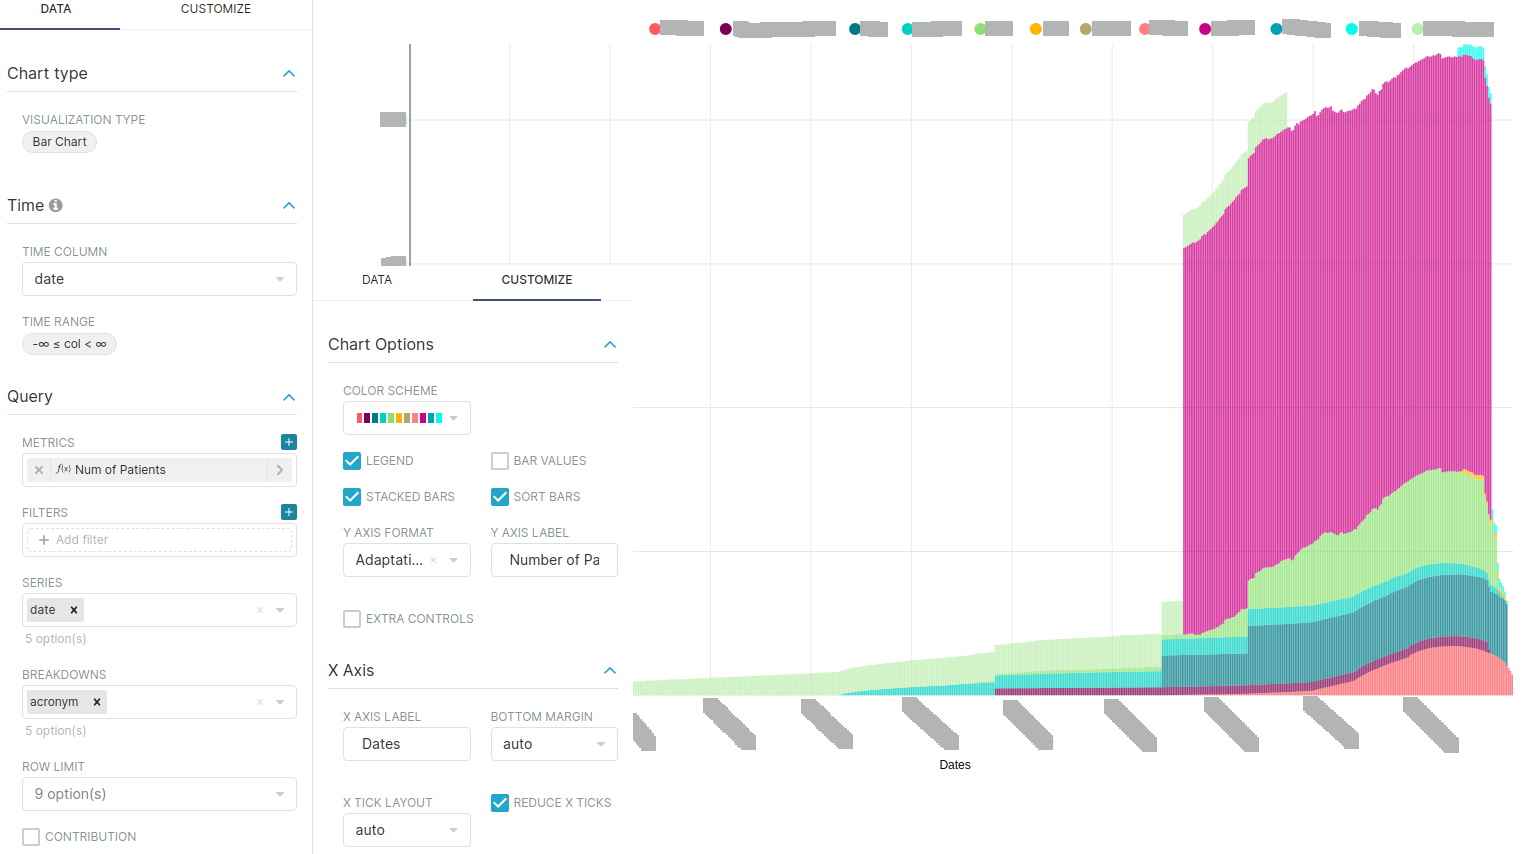 DATA
CUSTOMIZE
Chart type
VISUALIZATION TYPE
Bar Chart
Time
TIME COLUMN
date
TIME RANGE
-∞ ≤ col < ∞
Query
METRICS
f(x) Num of Patients
FILTERS
Add filter
SERIES
date
5 option(s)
BREAKDOWNS
acronym
5 option(s)
ROW LIMIT
9 option(s)
CONTRIBUTION
DATA
CUSTOMIZE
Chart Options
COLOR SCHEME
LEGEND
BAR VALUES
STACKED BARS
SORT BARS
Y AXIS FORMAT
Y AXIS LABEL
Adaptati...
Number of Pa
EXTRA CONTROLS
X Axis
X AXIS LABEL
BOTTOM MARGIN
Dates
auto
X TICK LAYOUT
REDUCE X TICKS
auto
Dates